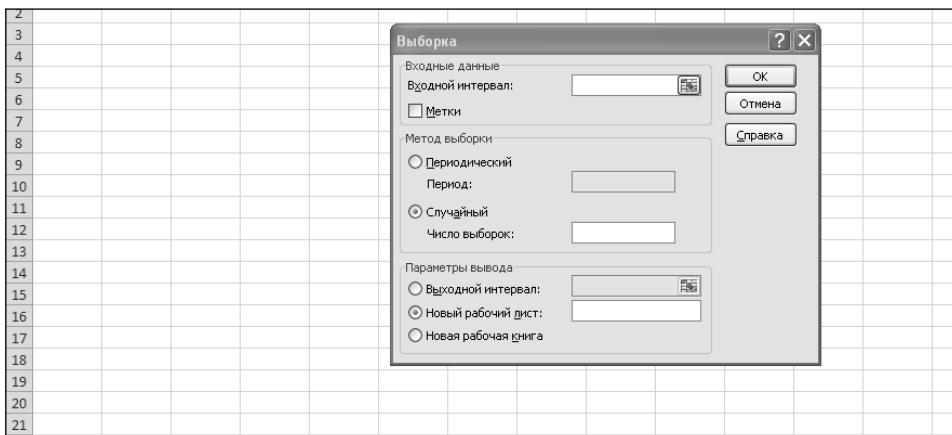 2
3
4
5
6
7
8
9
10
11
12
13
14
15
16
17
18
19
20
21
Выборка
Входные данные
Входной интервал:
Метки
Метод выборки
Периодический
Период:
Случайный
Число выборок:
Параметры вывода
Выходной интервал:
Новый рабочий лист:
Новая рабочая книга
?
ОК
Отмена
Справка